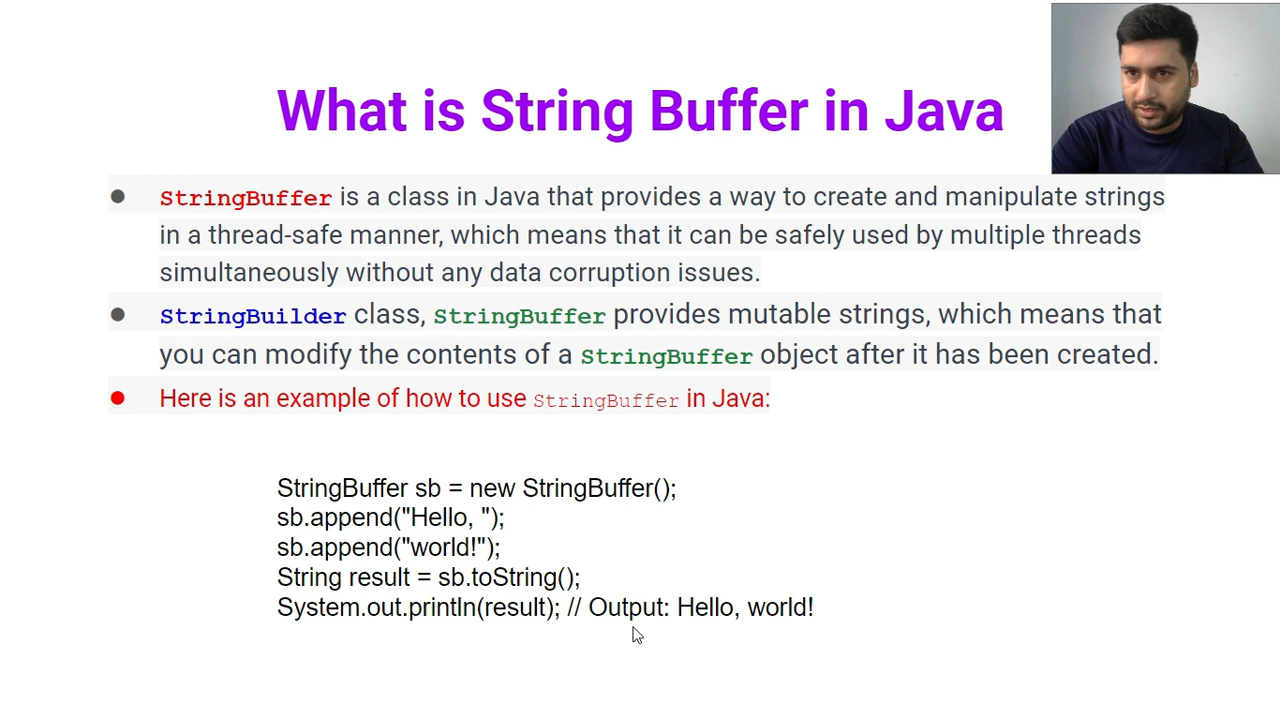 What is String Buffer in Java
StringBuffer is a class in Java that provides a way to create and manipulate strings
in a thread-safe manner, which means that it can be safely used by multiple threads
simultaneously without any data corruption issues.
StringBuilder class, StringBuffer provides mutable strings, which means that
you can modify the contents of a StringBuffer object after it has been created.
Here is an example of how to use StringBuffer in Java:
StringBuffer sb = new StringBuffer();
sb.append("Hello, ");
sb.append("world!");
String result = sb.toString();
System.out.println(result); // Output: Hello, world!